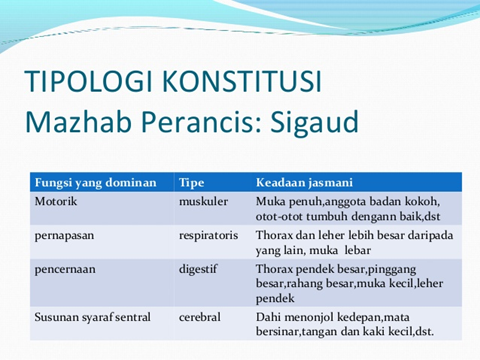 TIPOLOGI KONSTITUSI
Mazhab Perancis: Sigaud
Fungsi yang dominan Tipe Keadaan jasmani
Motorik muskuler Muka penuh,anggota badan kokoh,
otot-otot tumbuh dengann baik,dst
pernapasan respiratoris Thorax dan leher lebih besar daripada
yang lain, muka lebar
pencernaan digestif Thorax pendek besar,pinggang
besar,rahang besar,muka kecil,leher
pendek
Susunan syaraf sentral cerebral Dahi menonjol kedepan,mata
bersinar,tangan dan kaki kecil,dst.